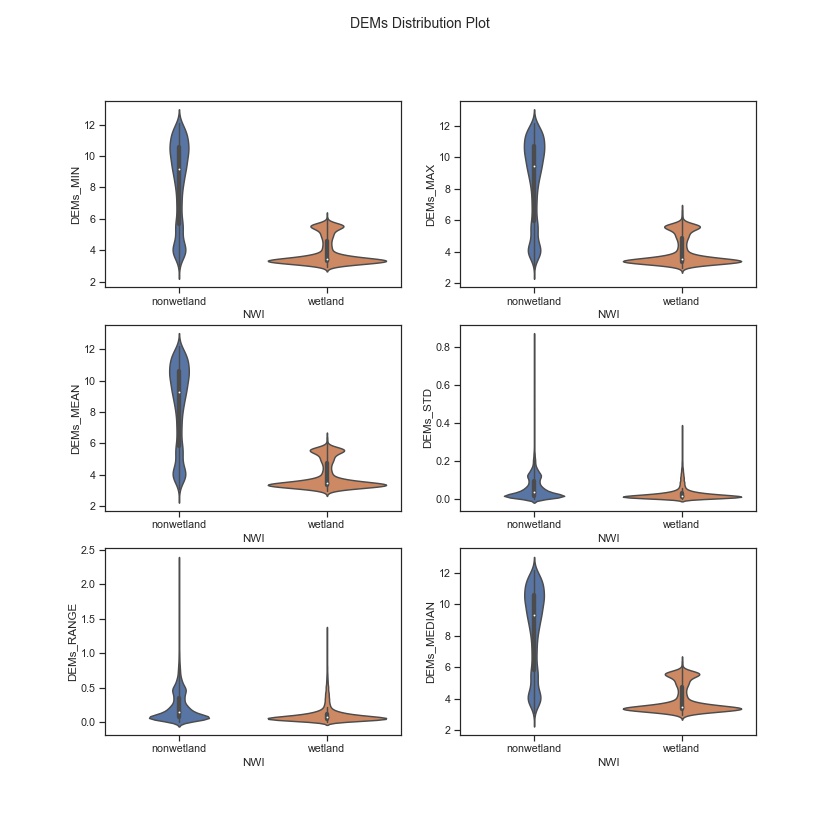 DEMs Distribution Plot
DEMs_MIN
12
10
8
6
4
2
nonwetland
wetland
NWI
DEMs_MAX
12
10
8
6
4
2
nonwetland
wetland
NWI
DEMs_MEAN
12
10
8
6
4
2
nonwetland
wetland
NWI
DEMs_STD
0.8
0.6
0.4
0.2
0.0
nonwetland
wetland
NWI
DEMs_RANGE
2.5
2.0
1.5
1.0
0.5
0.0
nonwetland
wetland
NWI
DEMs_MEDIAN
12
10
8
6
4
2
nonwetland
wetland
NWI